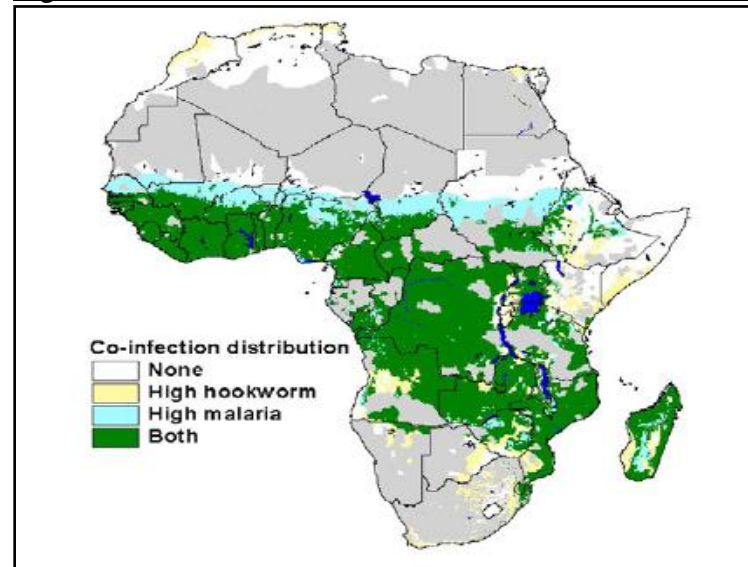 Co-infection distribution
None
High hookworm
High malaria
Both